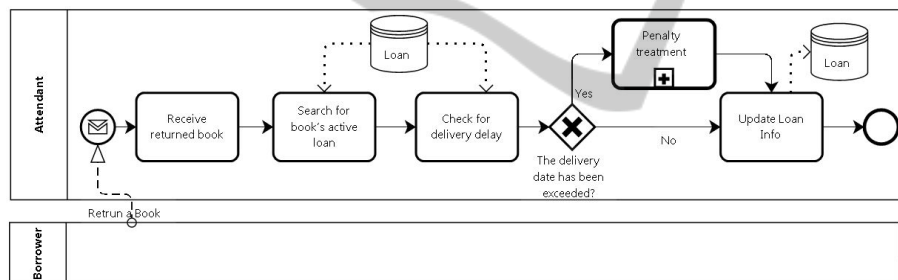 Attendant
Receive
returned book
Search for
book's active
loan
Loan
Check for
delivery delay
The delivery
date has been
exceeded?
Yes
No
Penalty
treatment
Update Loan
Info
Loan
Retrun a Book
Borrower